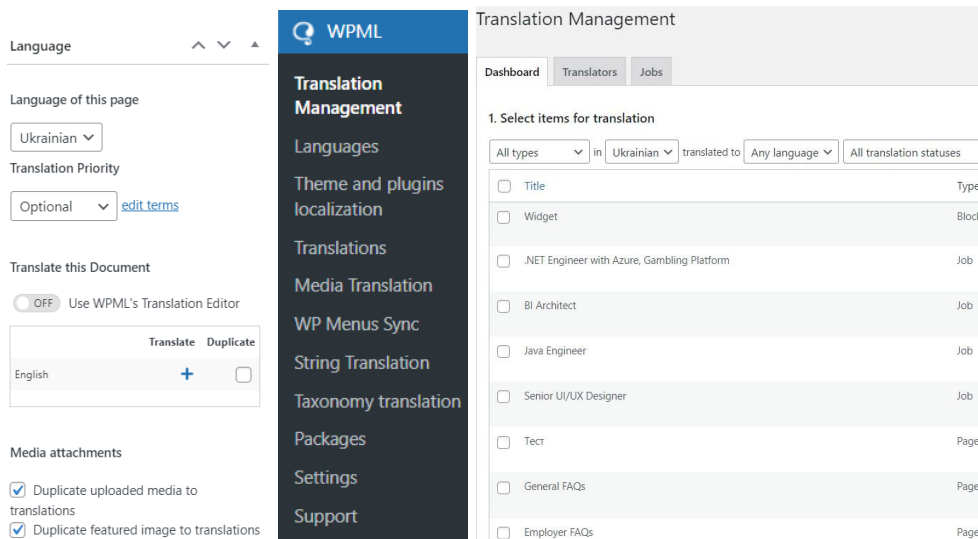 Language
Language of this page
Ukrainian
Translation Priority
Optional
edit terms
Translate this Document
OFF
Use WPML's Translation Editor
Translate Duplicate
English
Media attachments
Duplicate uploaded media to
translations
Duplicate featured image to translations
WPML
Translation
Management
Languages
Theme and plugins
localization
Translations
Media Translation
WP Menus Sync
String Translation
Taxonomy translation
Packages
Settings
Support
Translation Management
Dashboard Translators Jobs
1. Select items for translation
All types in Ukrainian translated to Any language All translation statuses
Title Type
Widget Block
.NET Engineer with Azure, Gambling Platform Job
BI Architect Job
Java Engineer Job
Senior UI/UX Designer Job
Тест Page
General FAQs Page
Employer FAQs Page